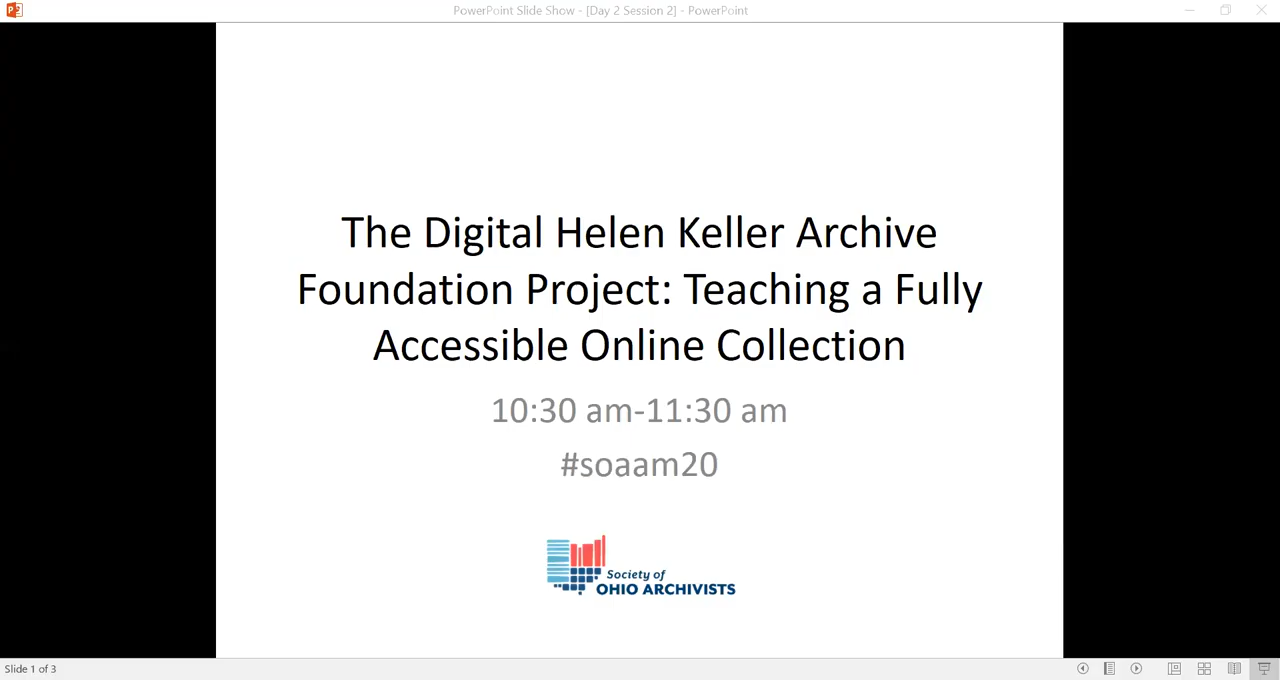 PowerPoint Slide Show - [Day 2 Session 2] - PowerPoint
The Digital Helen Keller Archive
Foundation Project: Teaching a Fully
Accessible Online Collection
10:30 am-11:30 am
#soaam20
Society of
OHIO ARCHIVISTS
Slide 1 of 3